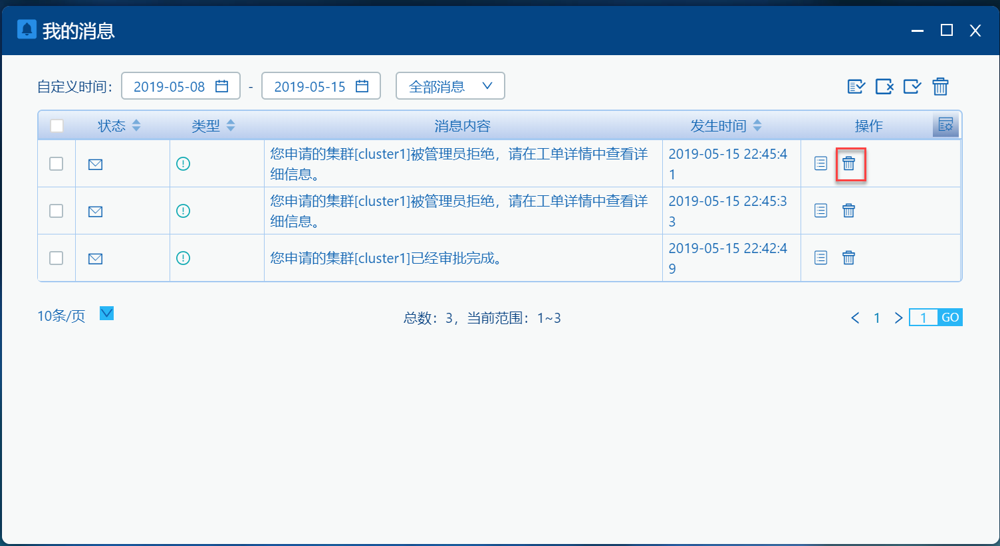 我的消息
自定义时间： 2019-05-08 - 2019-05-15 全部消息
状态 类型 消息内容 发生时间 操作
您申请的集群[cluster1]被管理员拒绝，请在工单详情中查看详 2019-05-15 22:45:4
细信息。 1
您申请的集群[cluster1]被管理员拒绝，请在工单详情中查看详 2019-05-15 22:45:3
细信息。 3
您申请的集群[cluster1]已经审批完成。 2019-05-15 22:42:4
9
10条/页 总数：3，当前范围：1~3 < 1 > 1 GO